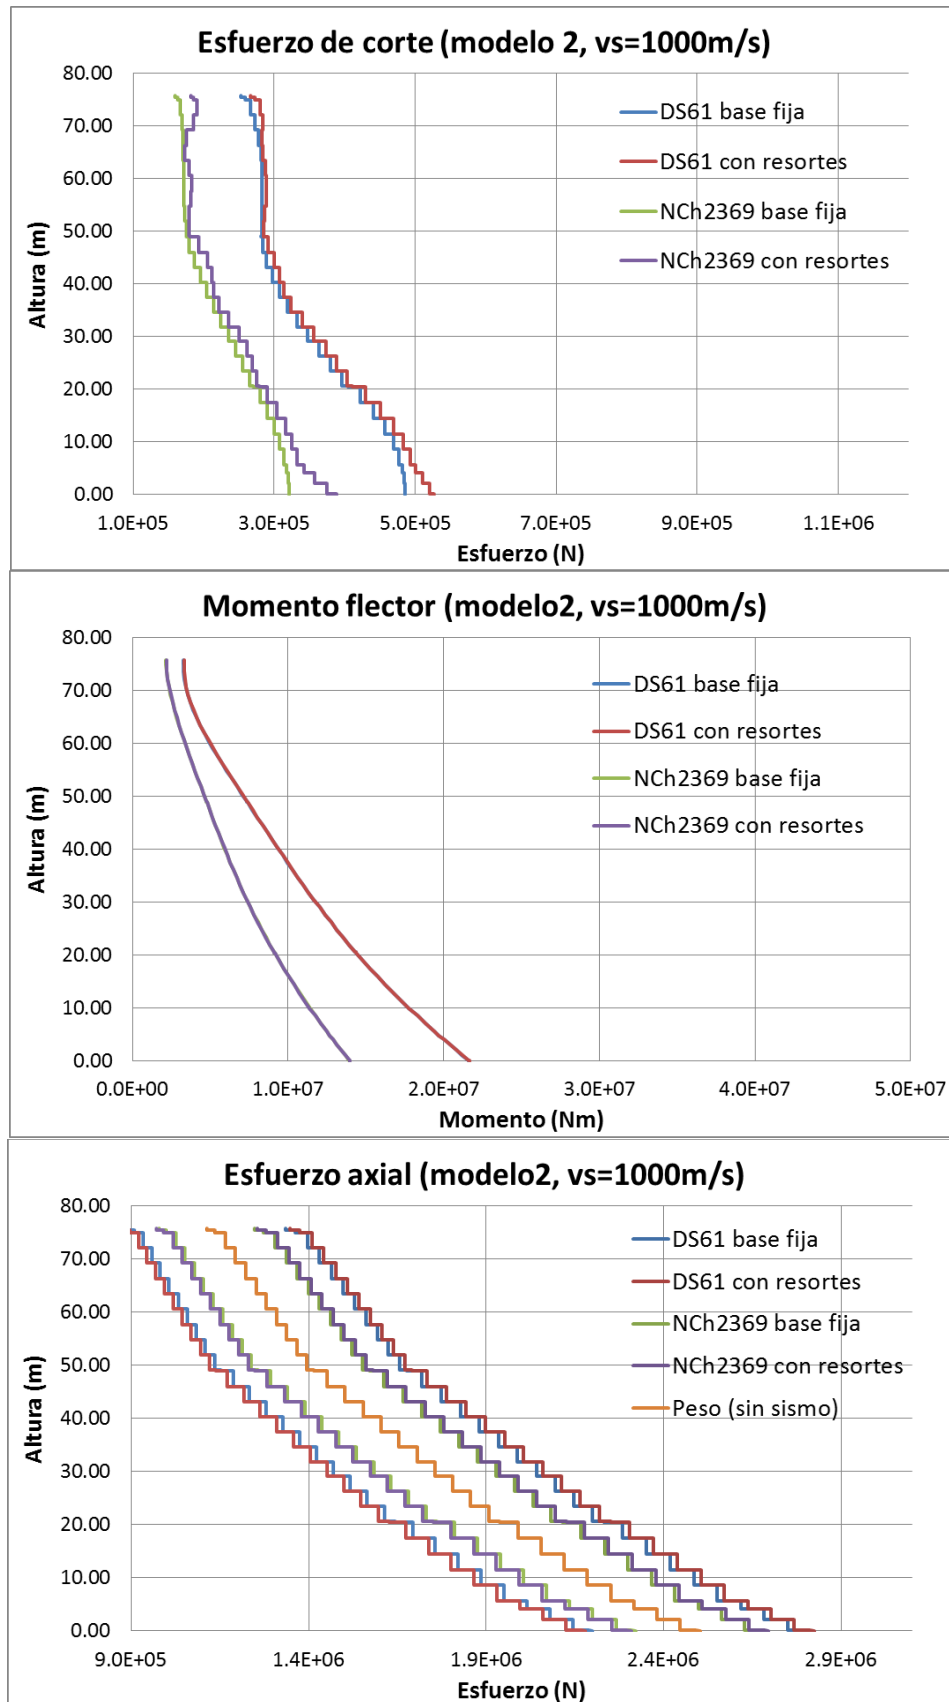 Esfuerzo de corte (modelo 2, vs=1000m/s)
80.00
70.00
60.00
50.00
40.00
30.00
20.00
10.00
0.00
Altura (m)
DS61 base fija
DS61 con resortes
NCh2369 base fija
NCh2369 con resortes
1.0E+05 3.0E+05 5.0E+05 7.0E+05 9.0E+05 1.1E+06
Esfuerzo (N)
Momento flector (modelo2, vs=1000m/s)
80.00
70.00
60.00
50.00
40.00
30.00
20.00
10.00
0.00
Altura (m)
DS61 base fija
DS61 con resortes
NCh2369 base fija
NCh2369 con resortes
0.0E+00 1.0E+07 2.0E+07 3.0E+07 4.0E+07 5.0E+07
Momento (Nm)
Esfuerzo axial (modelo2, vs=1000m/s)
80.00
70.00
60.00
50.00
40.00
30.00
20.00
10.00
0.00
Altura (m)
DS61 base fija
DS61 con resortes
NCh2369 base fija
NCh2369 con resortes
Peso (sin sismo)
9.0E+05 1.4E+06 1.9E+06 2.4E+06 2.9E+06
Esfuerzo (N)